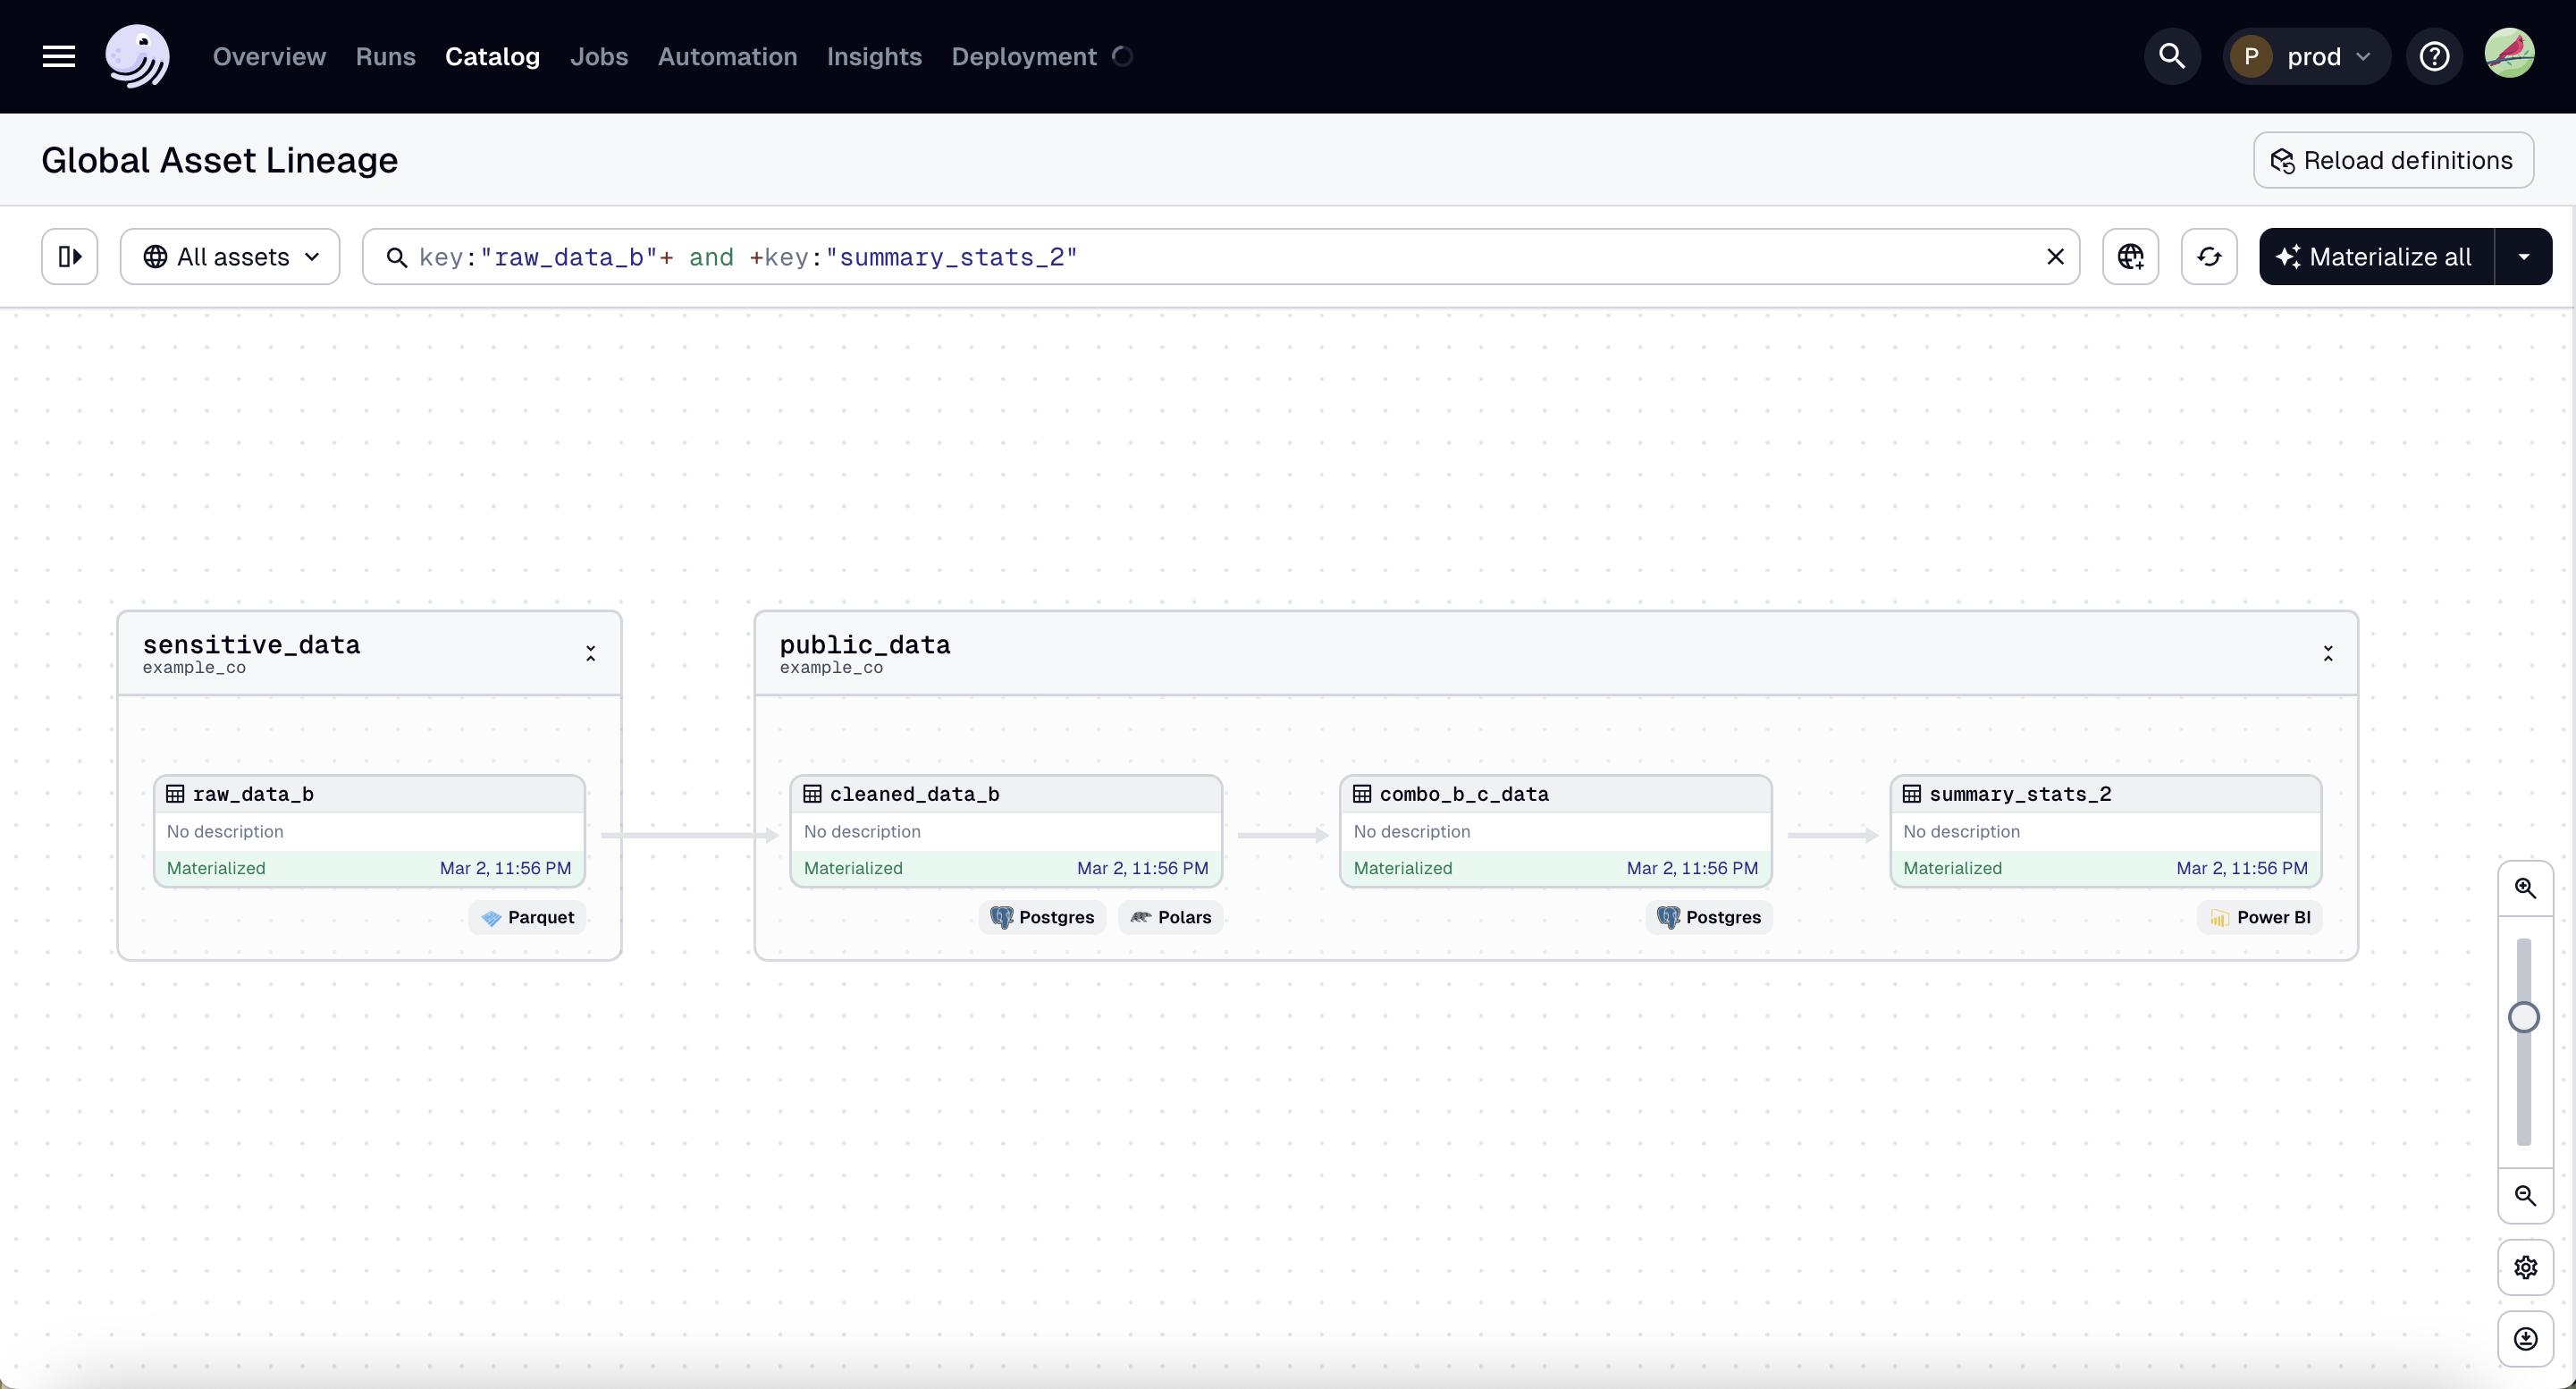 Overview Runs Catalog Jobs Automation Insights Deployment P prod
Global Asset Lineage Reload definitions
All assets key:"raw_data_b"+ and +key:"summary_stats_2" Materialize all
sensitive_data
example_co
raw_data_b
No description
Materialized Mar 2, 11:56 PM
Parquet
public_data
example_co
cleaned_data_b
No description
Materialized Mar 2, 11:56 PM
Postgres Polars
combo_b_c_data
No description
Materialized Mar 2, 11:56 PM
Postgres
summary_stats_2
No description
Materialized Mar 2, 11:56 PM
Power BI